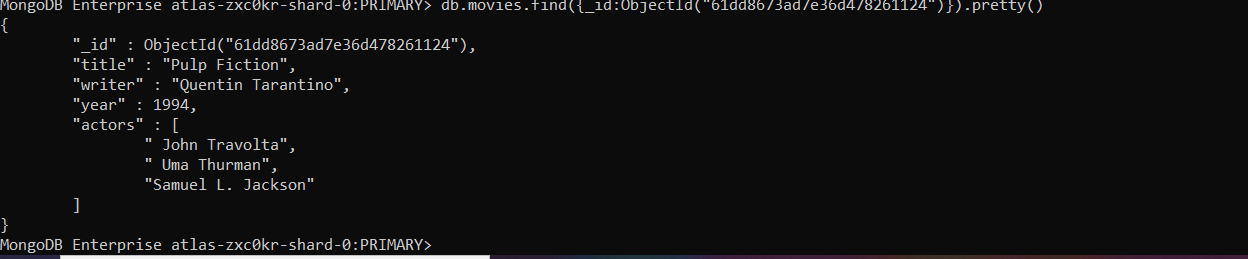 MongoDB Enterprise atlas-zxc0kr-shard-0:PRIMARY> db.movies.find({_id:ObjectId("61dd8673ad7e36d478261124")}).pretty()
{
        "_id" : ObjectId("61dd8673ad7e36d478261124"),
        "title" : "Pulp Fiction",
        "writer" : "Quentin Tarantino",
        "year" : 1994,
        "actors" : [
                " John Travolta",
                " Uma Thurman",
                "Samuel L. Jackson"
        ]
}
MongoDB Enterprise atlas-zxc0kr-shard-0:PRIMARY>